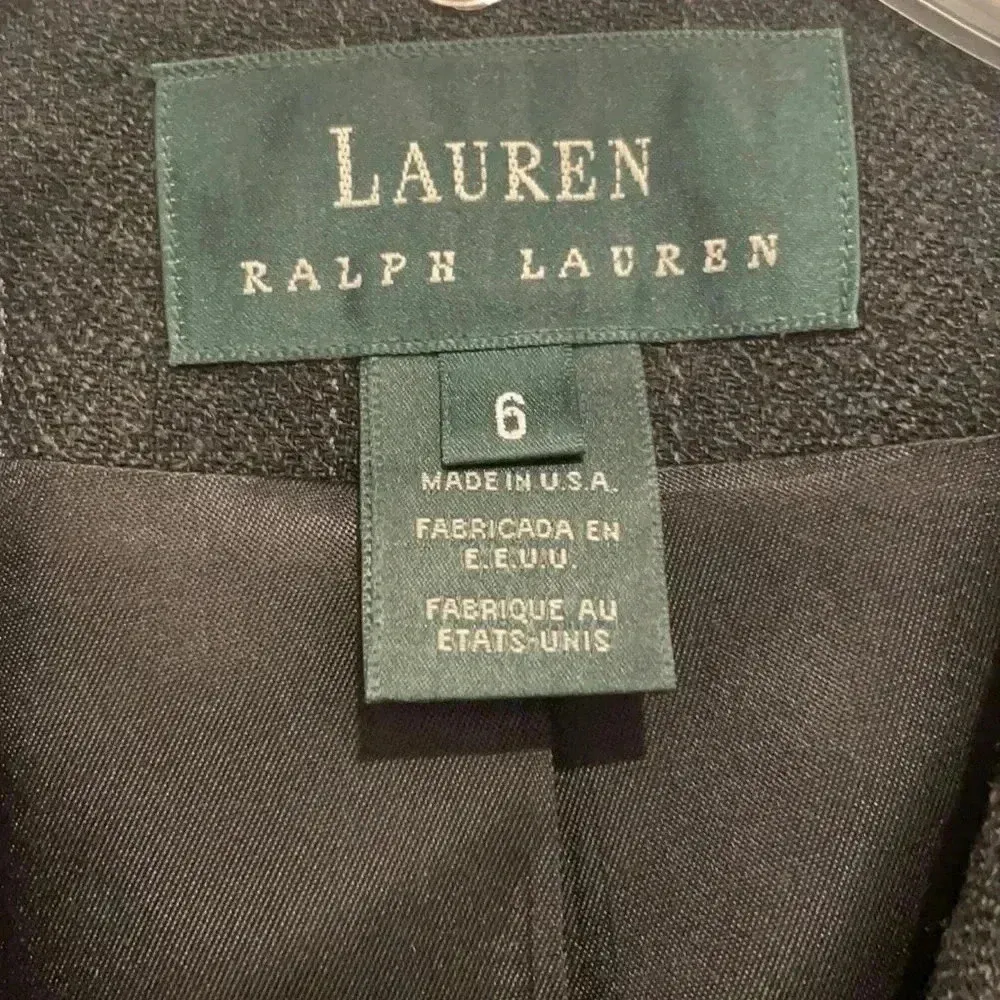 LAUREN
RALPH LAUREN
6
MADE IN U.S.A.
FABRICADA EN
E.E.U.U.
FABRIQUE AU
ETATS-UNIS